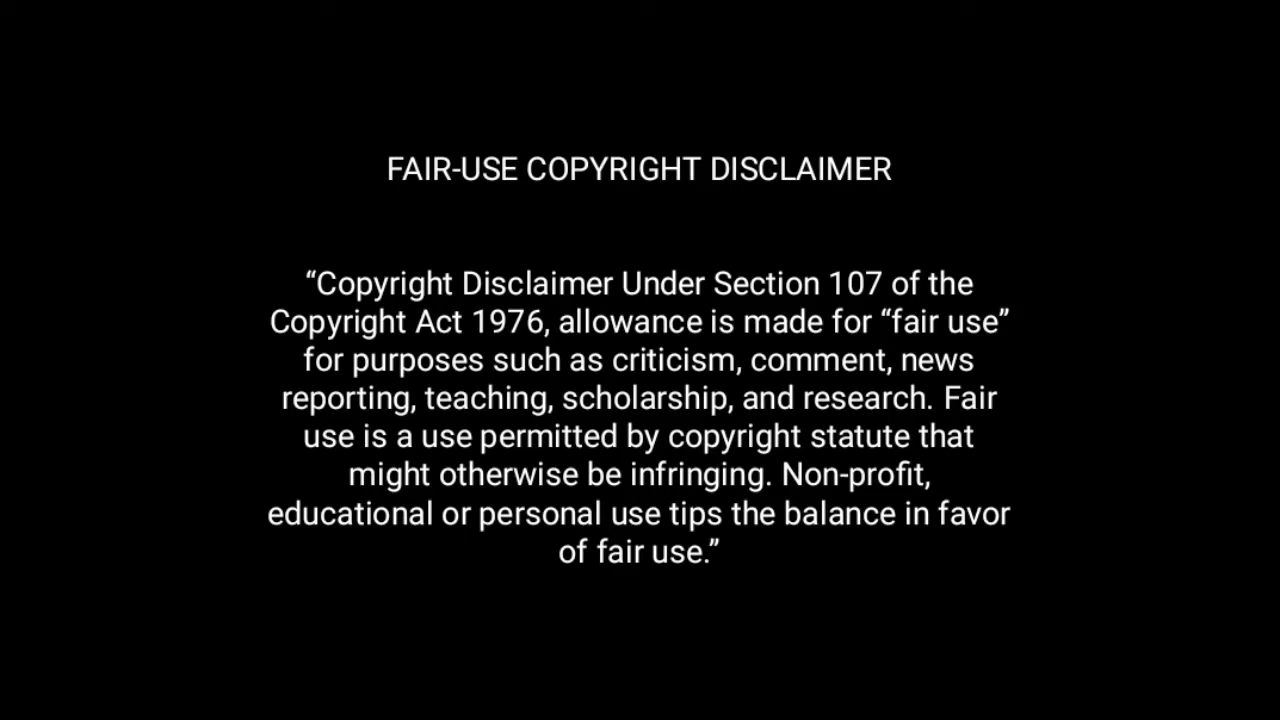 FAIR-USE COPYRIGHT DISCLAIMER
“Copyright Disclaimer Under Section 107 of the
Copyright Act 1976, allowance is made for “fair use”
for purposes such as criticism, comment, news
reporting, teaching, scholarship, and research. Fair
use is a use permitted by copyright statute that
might otherwise be infringing. Non-profit,
educational or personal use tips the balance in favor
of fair use.”